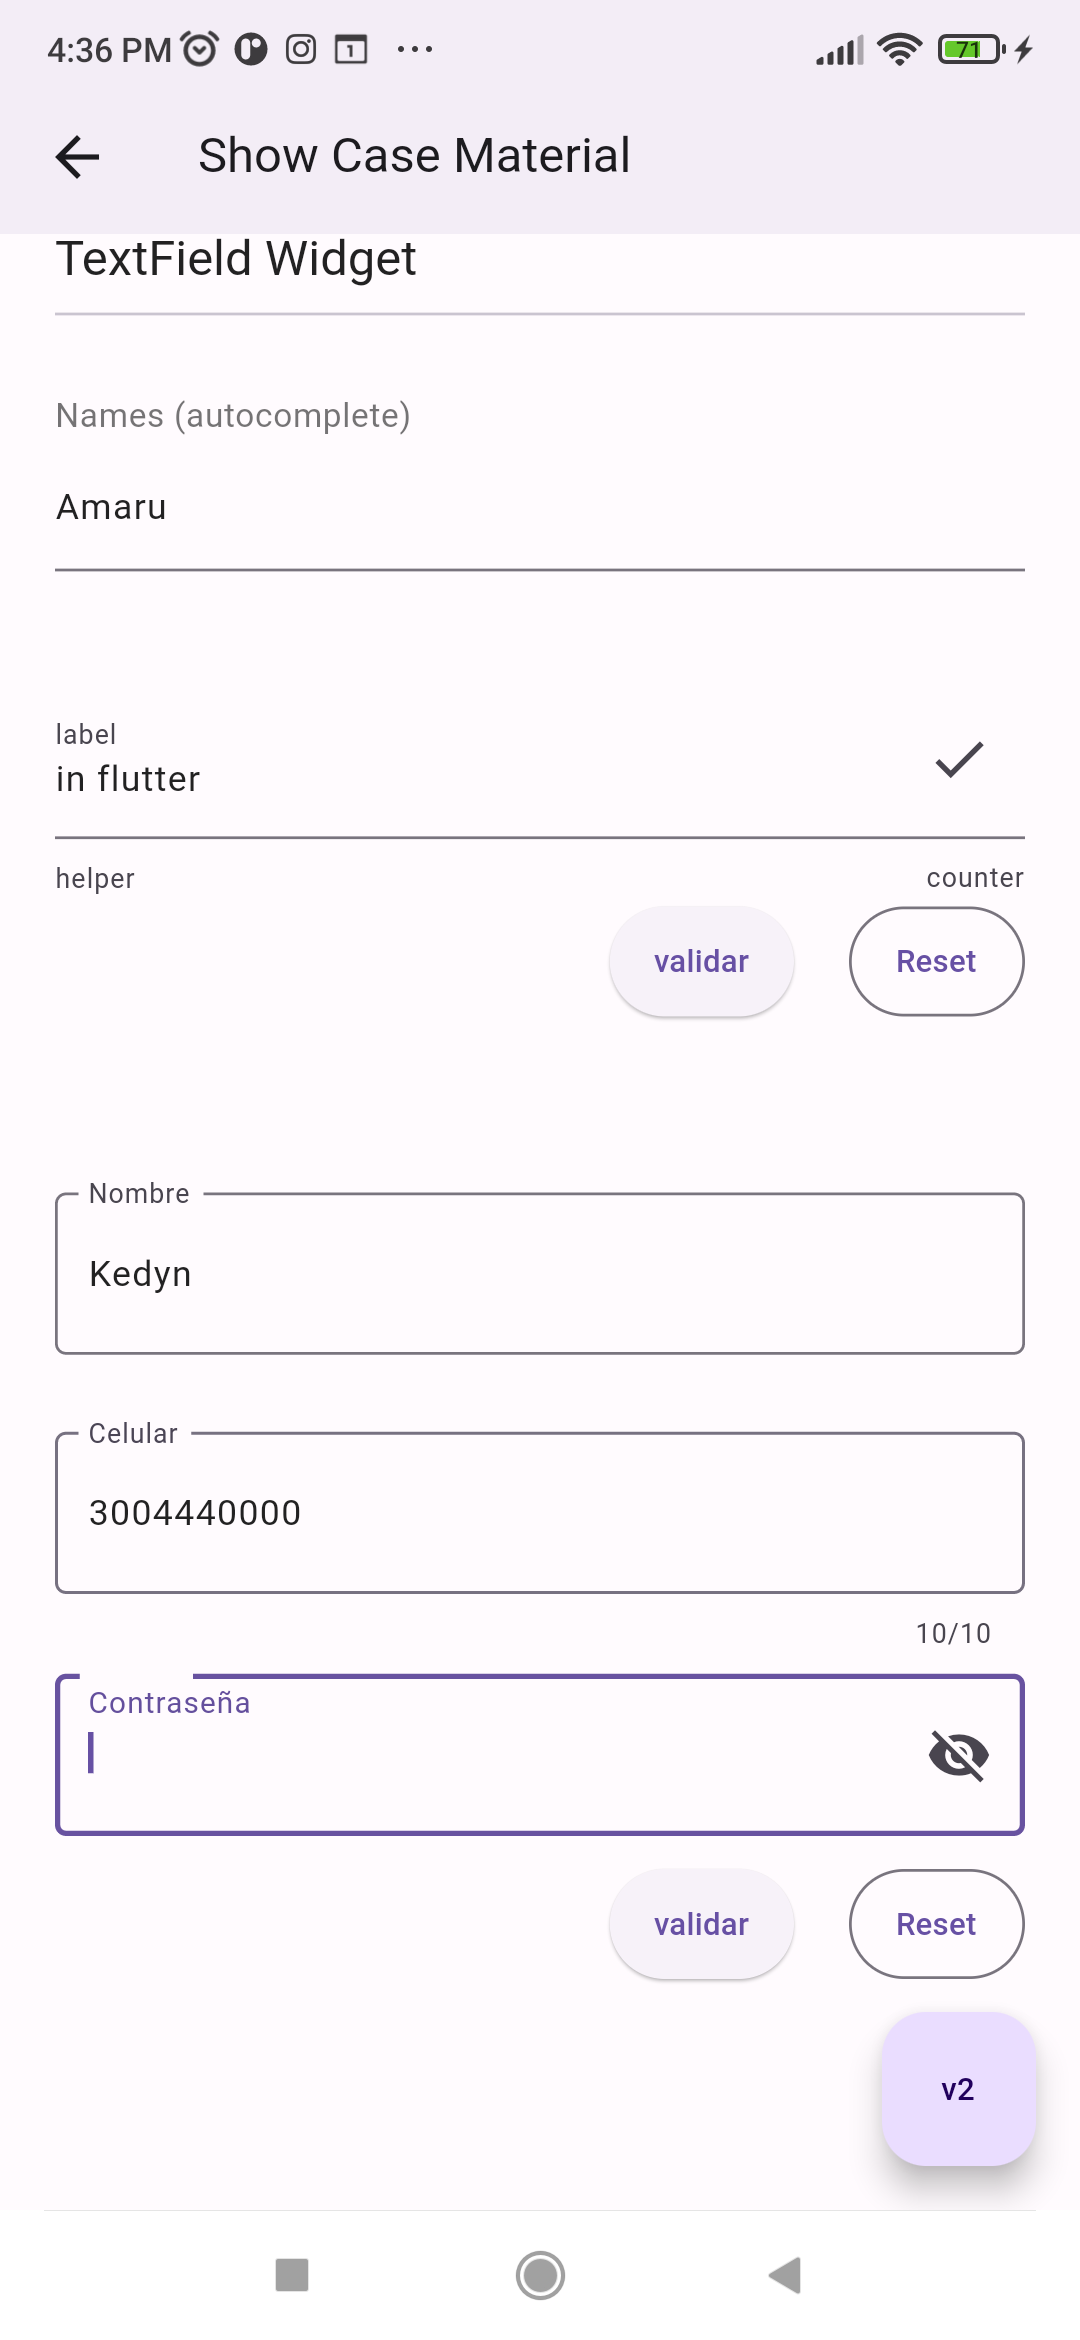 4:36 PM
1
71
Show Case Material
TextField Widget
Names (autocomplete)
Amaru
label
in flutter
helper
counter
validar
Reset
Nombre
Kedyn
Celular
3004440000
10/10
Contraseña
validar
Reset
v2